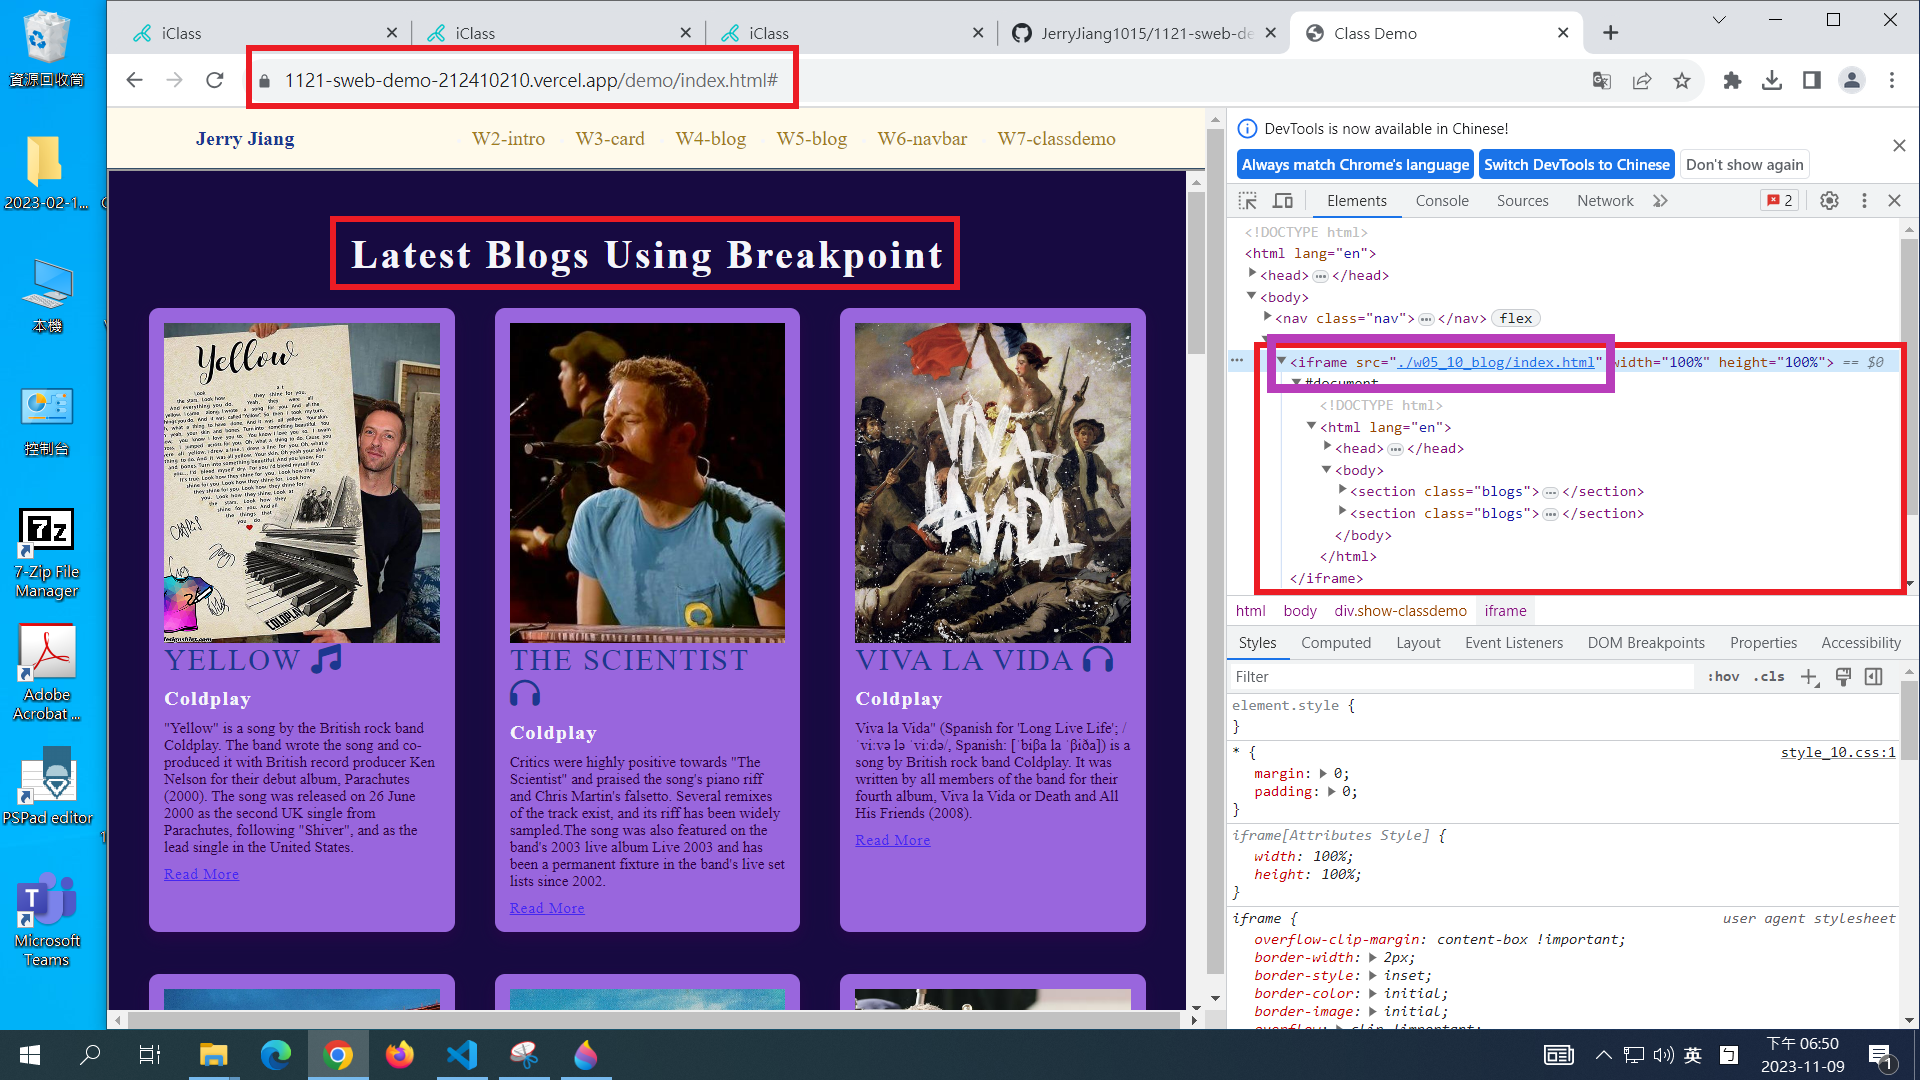 資源回收筒
2023-02-1...
本機
控制台
7-Zip File
Manager
Adobe
Acrobat ...
PSPad editor
Microsoft
Teams
iClass
iClass
iClass
JerryJiang1015/1121-sweb-de
Class Demo
1121-sweb-demo-212410210.vercel.app/demo/index.html#
Jerry Jiang
W2-intro
W3-card
W4-blog
W5-blog
W6-navbar
W7-classdemo
Latest Blogs Using Breakpoint
Yellow
COLDPLAY
YELLOW
Coldplay
"Yellow" is a song by the British rock band
Coldplay. The band wrote the song and co-
produced it with British record producer Ken
Nelson for their debut album, Parachutes
(2000). The song was released on 26 June
2000 as the second UK single from
Parachutes, following "Shiver", and as the
lead single in the United States.
Read More
THE SCIENTIST
Coldplay
Critics were highly positive towards "The
Scientist" and praised the song's piano riff
and Chris Martin's falsetto. Several remixes
of the track exist, and its riff has been widely
sampled.The song was also featured on the
band's 2003 live album Live 2003 and has
been a permanent fixture in the band's live set
lists since 2002.
Read More
VIVA LA VIDA
VIVA LA VIDA
Coldplay
Viva la Vida" (Spanish for 'Long Live Life'; /
ˈviːvə lə ˈviːdə/, Spanish: [ˈbiβa la ˈβiða]) is a
song by British rock band Coldplay. It was
written by all members of the band for their
fourth album, Viva la Vida or Death and All
His Friends (2008).
Read More
DevTools is now available in Chinese!
Always match Chrome's language
Switch DevTools to Chinese
Don't show again
Elements
Console
Sources
Network
2
<!DOCTYPE html>
<html lang="en">
<head> ... </head>
<body>
<nav class="nav"> ... </nav> flex
<iframe src="./w05_10_blog/index.html" width="100%" height="100%"> == $0
#document
<!DOCTYPE html>
<html lang="en">
<head> ... </head>
<body>
<section class="blogs"> ... </section>
<section class="blogs"> ... </section>
</body>
</html>
</iframe>
html body div.show-classdemo iframe
Styles
Computed
Layout
Event Listeners
DOM Breakpoints
Properties
Accessibility
Filter
:hov .cls
element.style {
}
* {
style_10.css:1
margin: 0;
padding: 0;
}
iframe[Attributes Style] {
width: 100%;
height: 100%;
}
iframe {
user agent stylesheet
overflow-clip-margin: content-box !important;
border-width: 2px;
border-style: inset;
border-color: initial;
border-image: initial;
overflow: clip !important;
英
下午 06:50
2023-11-09
1